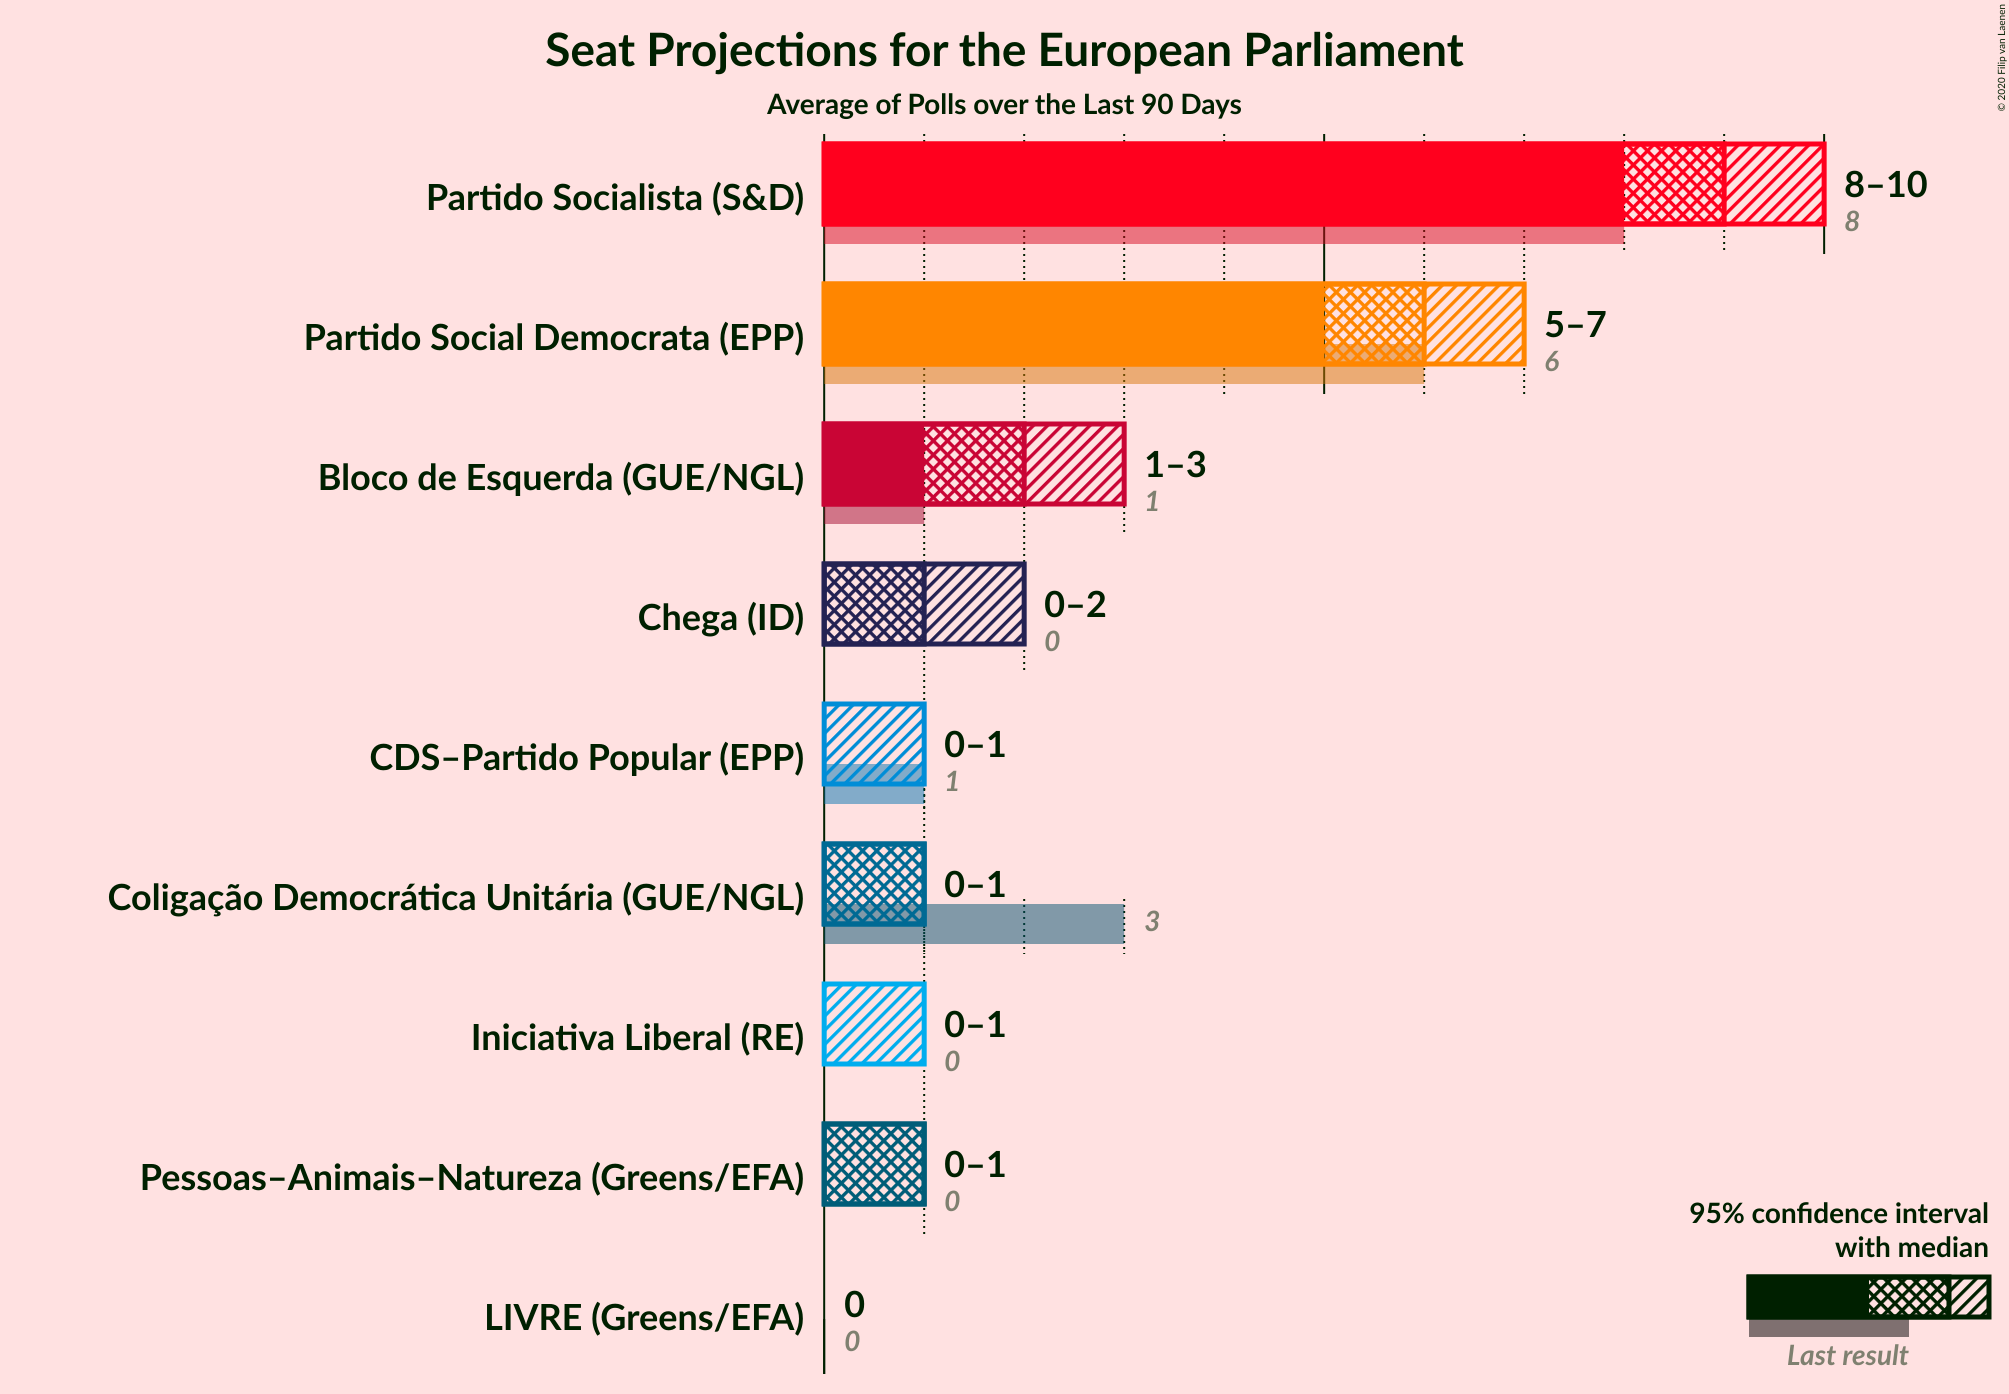 Seat Projections for the European Parliament
Average of Polls over the Last 90 Days
© 2020 Filip van Laenen
Partido Socialista (S&D)
8–10
8
Partido Social Democrata (EPP)
5–7
6
Bloco de Esquerda (GUE/NGL)
1–3
1
Chega (ID)
0–2
0
CDS–Partido Popular (EPP)
0–1
1
Coligação Democrática Unitária (GUE/NGL)
0–1
3
Iniciativa Liberal (RE)
0–1
0
Pessoas–Animais–Natureza (Greens/EFA)
0–1
0
LIVRE (Greens/EFA)
0
0
95% confidence interval
with median
Last result